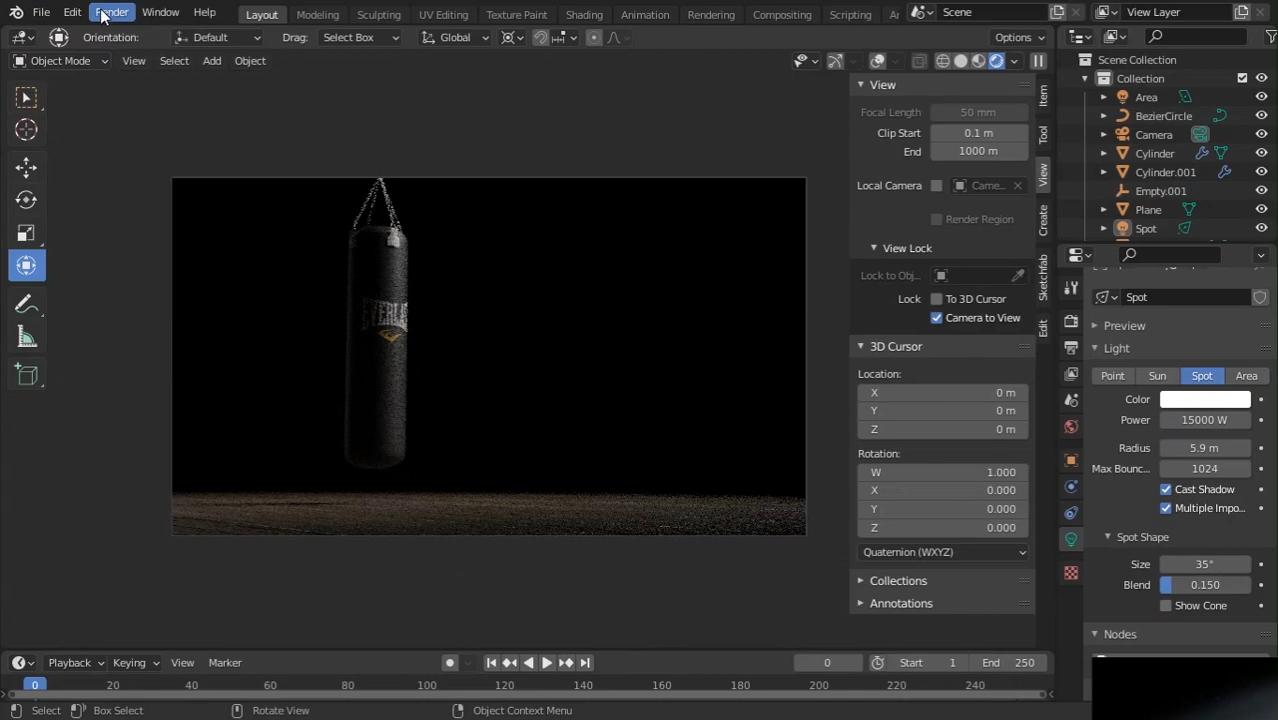 File Edit Render Window Help Layout Modeling Sculpting UV Editing Texture Paint Shading Animation Rendering Compositing Scripting Scene View Layer
Orientation: Default Drag: Select Box Global Options
Object Mode View Select Add Object
Scene Collection
Collection
Area
BezierCircle
Camera
Cylinder
Cylinder.001
Empty.001
Plane
Spot
View
Focal Length 50 mm
Clip Start 0.1 m
End 1000 m
Local Camera Came...
Render Region
View Lock
Lock to Obj...
Lock To 3D Cursor
Camera to View
3D Cursor
Location:
X 0 m
Y 0 m
Z 0 m
Rotation:
W 1.000
X 0.000
Y 0.000
Z 0.000
Quaternion (WXYZ)
Collections
Annotations
Item
Tool
View
Create
Sketchfab
Edit
Spot
Preview
Light
Point Sun Spot Area
Color
Power 15000 W
Radius 5.9 m
Max Bounc... 1024
Cast Shadow
Multiple Impo...
Spot Shape
Size 35°
Blend 0.150
Show Cone
Nodes
Playback Keying View Marker 0 Start 1 End 250
0 20 40 60 80 100 120 140 160 180 200 220 240
Select Box Select Rotate View Object Context Menu